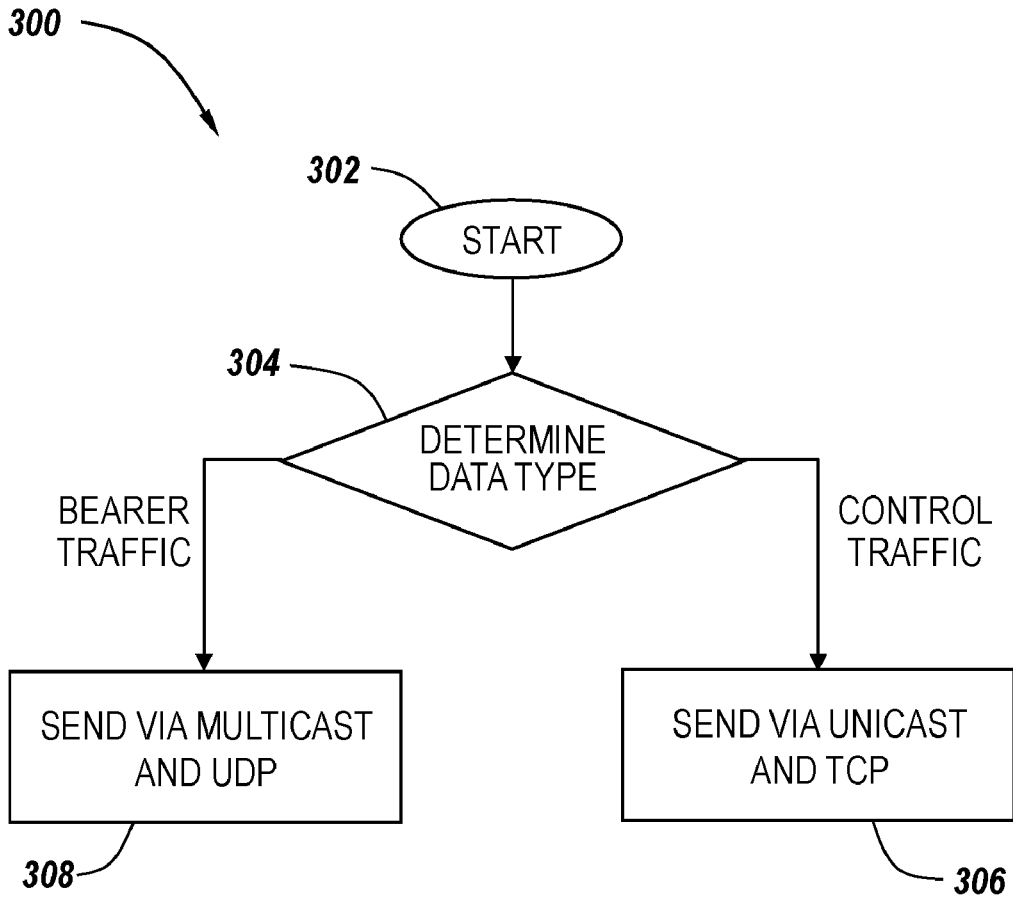 300
302
START
304
DETERMINE
DATA TYPE
BEARER
TRAFFIC
CONTROL
TRAFFIC
SEND VIA MULTICAST
AND UDP
SEND VIA UNICAST
AND TCP
308
306